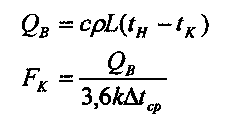 Q_B = cρL(t_H − t_K)
F_K = Q_B / 3,6kΔt_cp